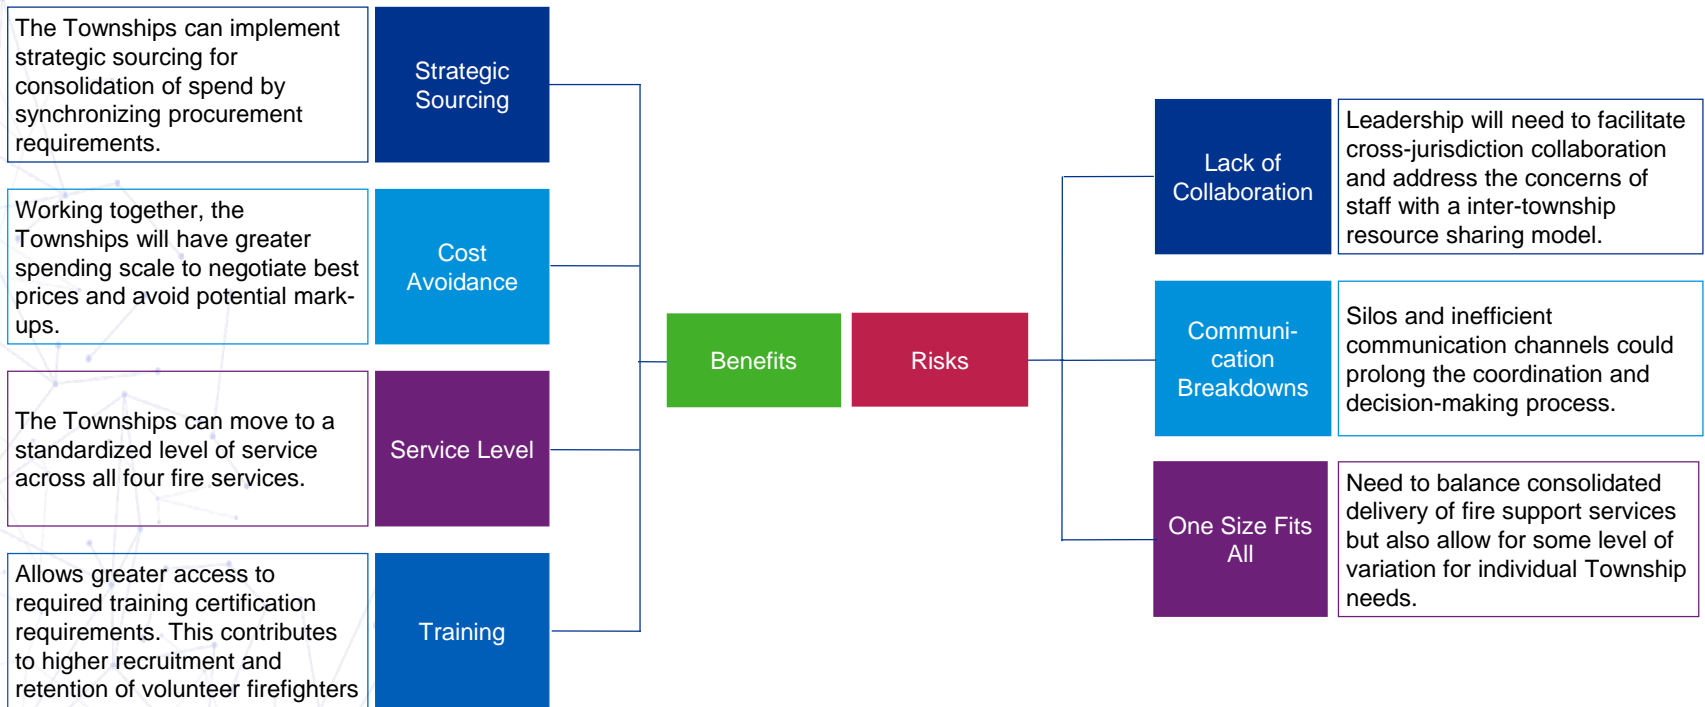 The Townships can implement
strategic sourcing for
consolidation of spend by
synchronizing procurement
requirements.
Strategic
Sourcing
Working together, the
Townships will have greater
spending scale to negotiate best
prices and avoid potential mark-
ups.
Cost
Avoidance
The Townships can move to a
standardized level of service
across all four fire services.
Service Level
Allows greater access to
required training certification
requirements. This contributes
to higher recruitment and
retention of volunteer firefighters
Training
Benefits
Risks
Lack of
Collaboration
Leadership will need to facilitate
cross-jurisdiction collaboration
and address the concerns of
staff with a inter-township
resource sharing model.
Communi-
cation
Breakdowns
Silos and inefficient
communication channels could
prolong the coordination and
decision-making process.
One Size Fits
All
Need to balance consolidated
delivery of fire support services
but also allow for some level of
variation for individual Township
needs.